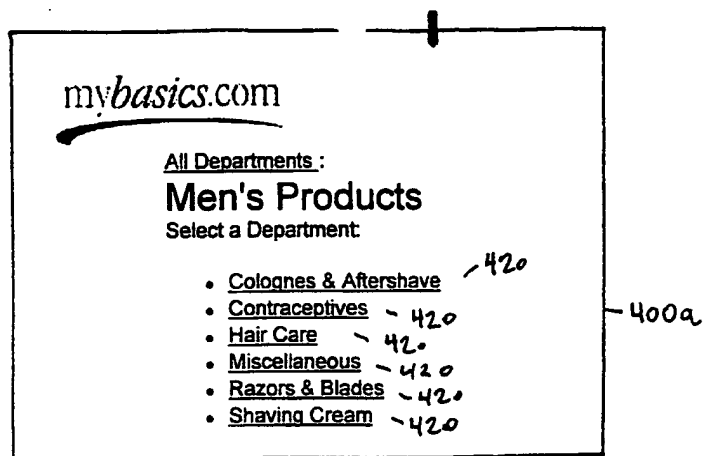 mybasics.com
All Departments :
Men's Products
Select a Department:
• Colognes & Aftershave 420
• Contraceptives 420
• Hair Care 420
• Miscellaneous 420
• Razors & Blades 420
• Shaving Cream 420
400a